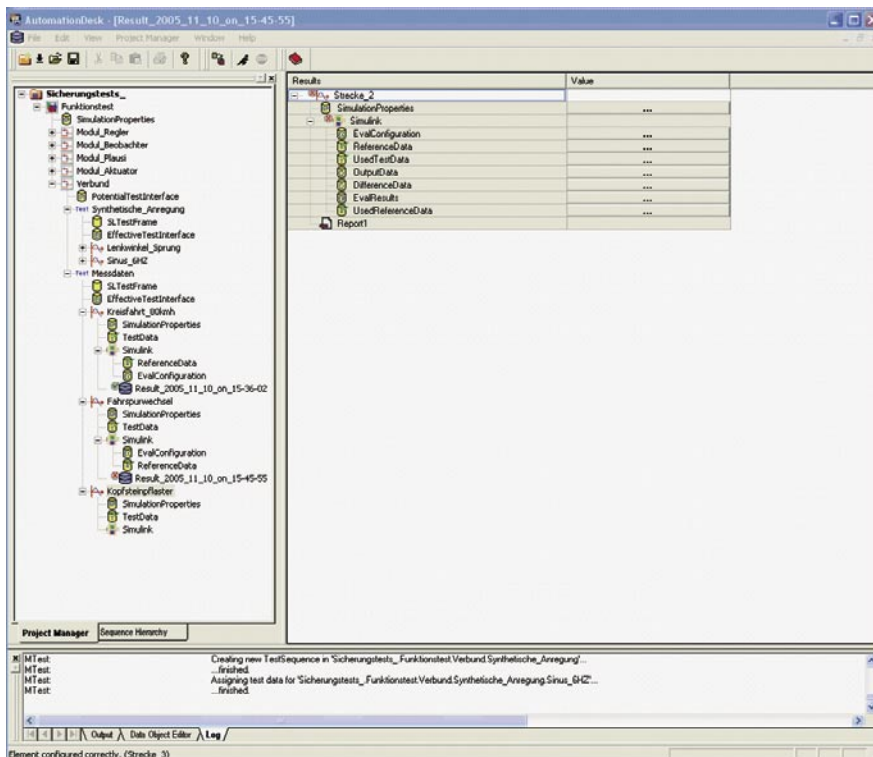 AutomationDesk - [Result_2005_11_10_on_15-45-55]
File Edit View Project Manager Window Help
Sicherungstests_
Funktionstest
SimulationProperties
Modul_Regler
Modul_Beobachter
Modul_Plausi
Modul_Aktuator
Verbund
PotentialTestInterface
Test Synthetische_Anregung
SLTestFrame
EffectiveTestInterface
Lenkwinkel_Sprung
Sinus_6HZ
Test Messdaten
SLTestFrame
EffectiveTestInterface
Kreisfahrt_80kmh
SimulationProperties
TestData
Simulink
ReferenceData
EvalConfiguration
Result_2005_11_10_on_15-36-02
Fahrspurwechsel
SimulationProperties
TestData
Simulink
EvalConfiguration
ReferenceData
Result_2005_11_10_on_15-45-55
Kopfsteinpflaster
SimulationProperties
TestData
Simulink
Project Manager Sequence Hierarchy
Results Value
Strecke_2
SimulationProperties ...
Simulink
EvalConfiguration ...
ReferenceData ...
UsedTestData ...
OutputData ...
DifferenceData ...
EvalResults ...
UsedReferenceData ...
Report1
MTest: Creating new TestSequence in 'Sicherungstests_.Funktionstest.Verbund.Synthetische_Anregung'...
MTest: ...finished.
MTest: Assigning test data for 'Sicherungstests_.Funktionstest.Verbund.Synthetische_Anregung.Sinus_6HZ'...
MTest: ...finished.
Output Data Object Editor Log
Element configured correctly. (Strecke_3)